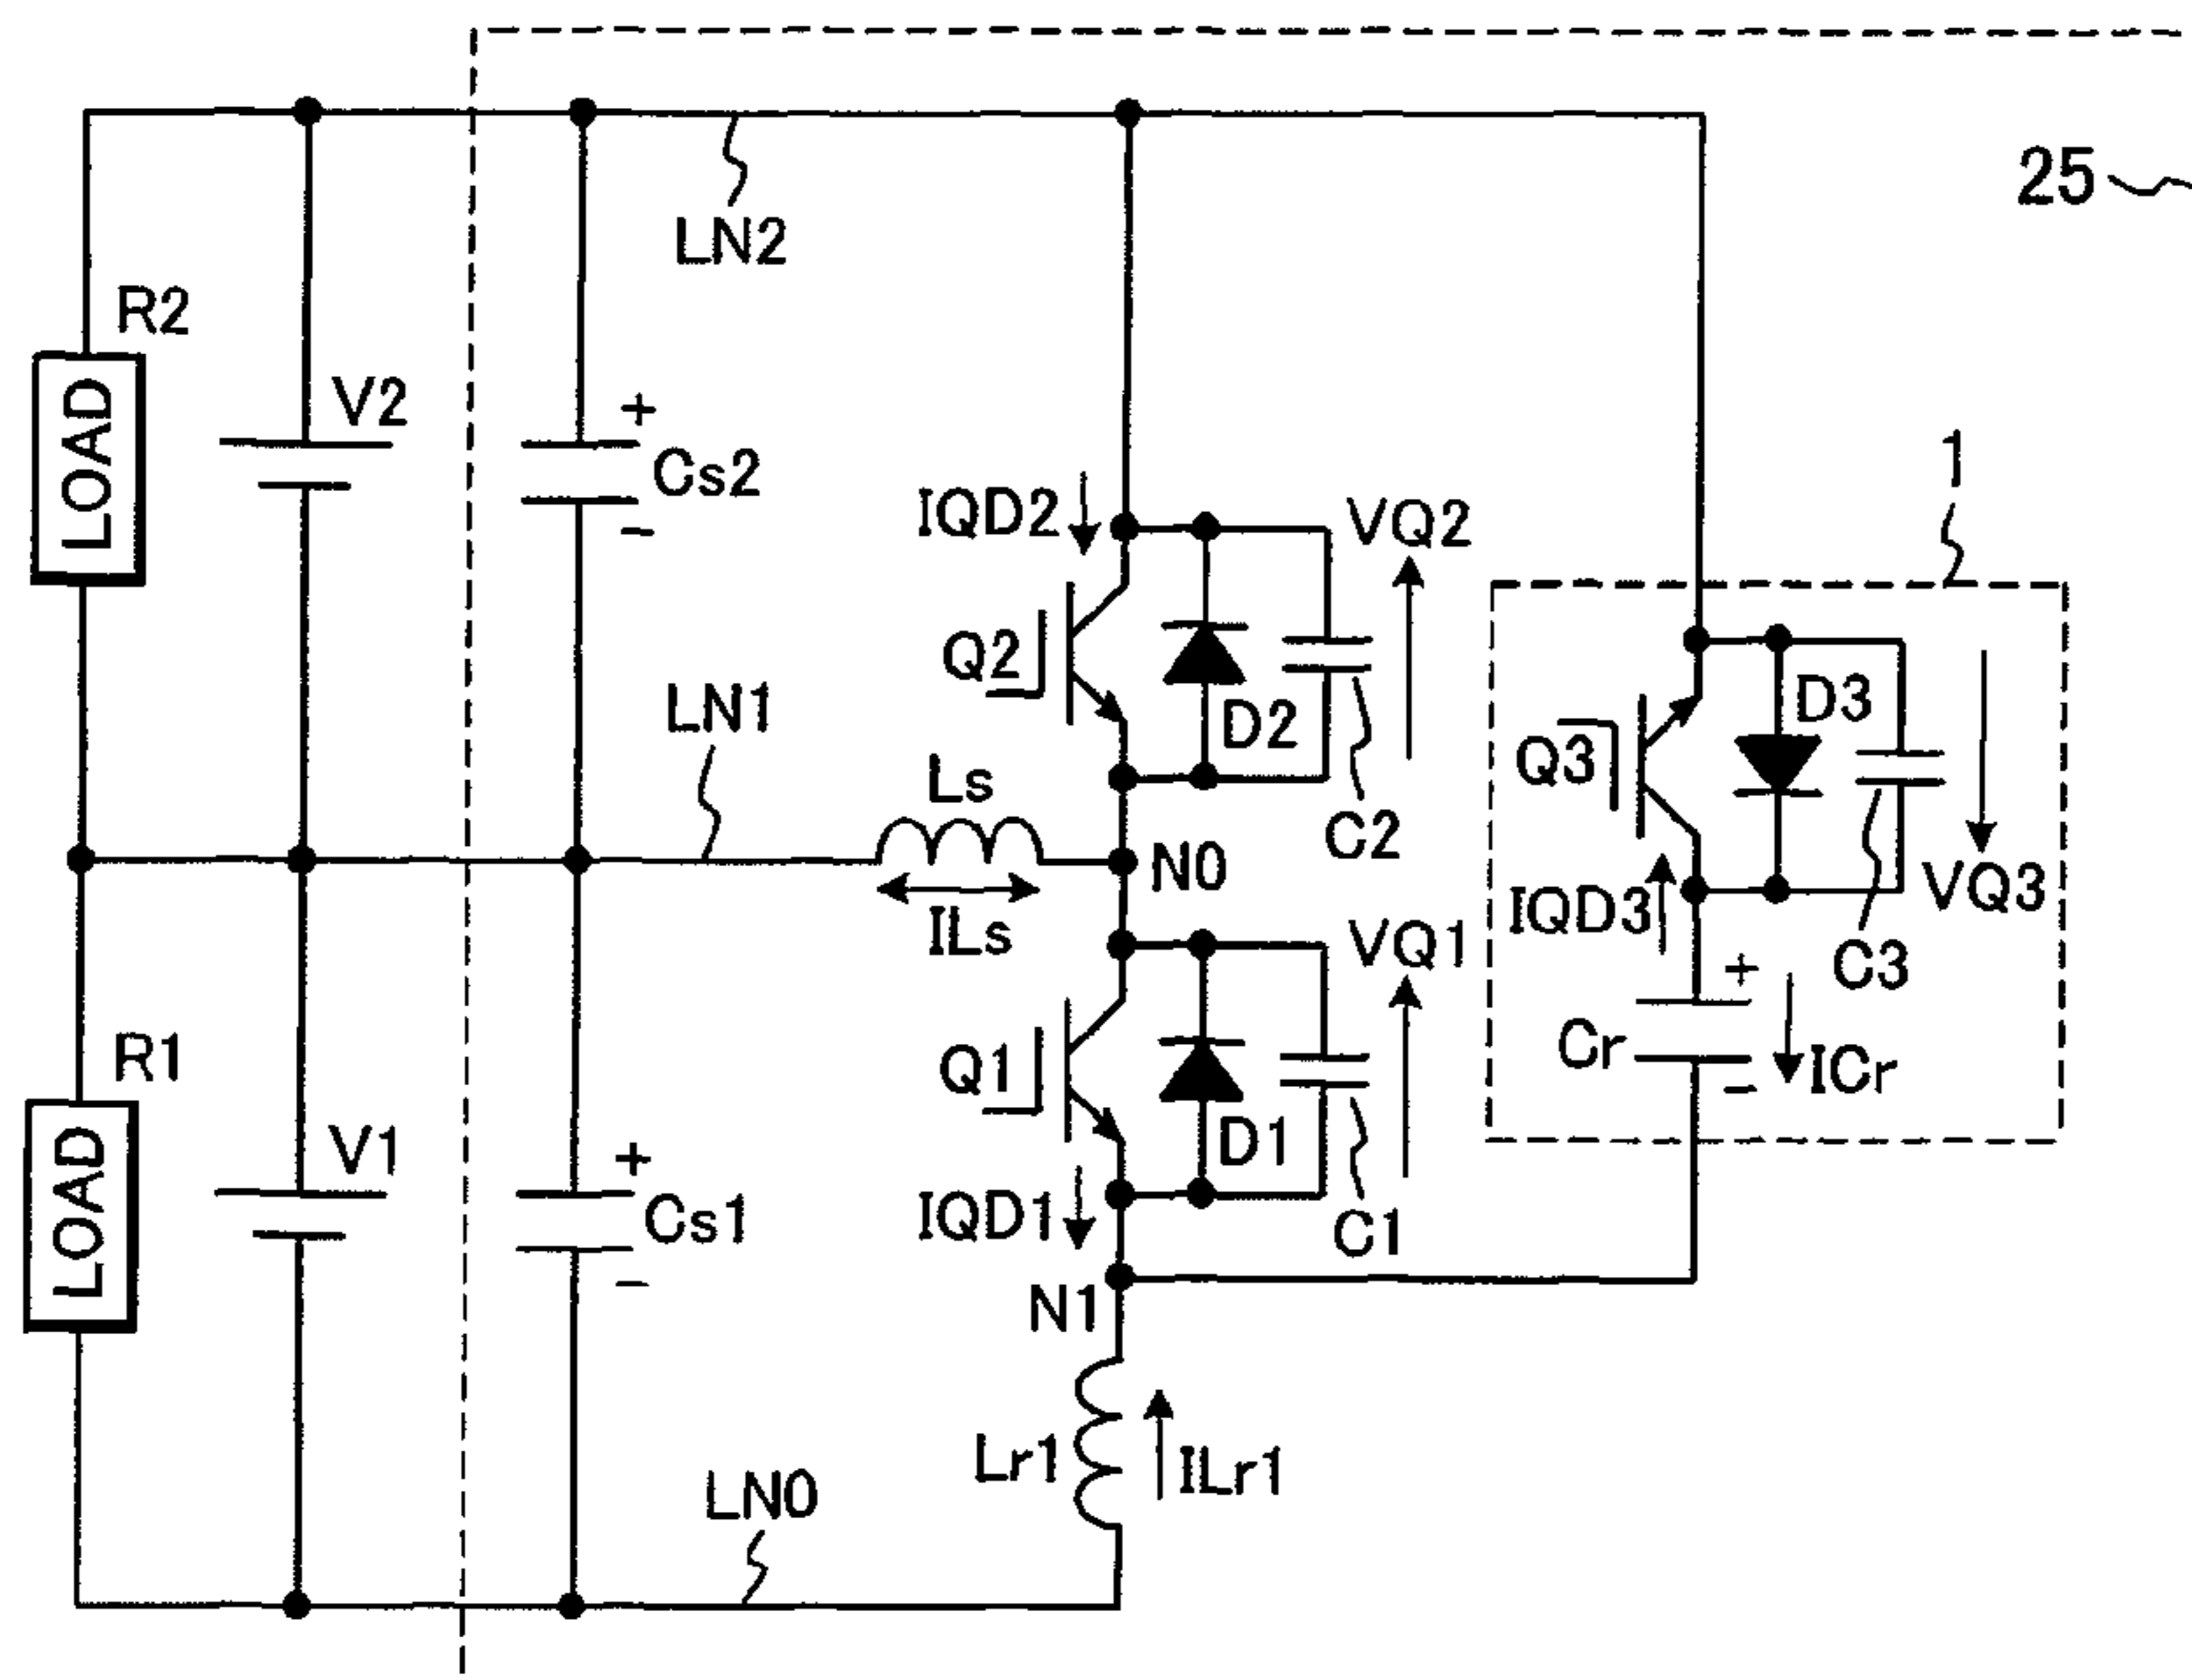 25
LN2
R2
LOAD
V2
+
Cs2
−
IQD2
VQ2
1
Q2
D2
C2
LN1
Ls
ILs
N0
Q3
D3
VQ3
IQD3
C3
+
Cr
−
ICr
VQ1
Q1
D1
C1
R1
LOAD
V1
+
Cs1
−
IQD1
N1
Lr1
ILr1
LN0